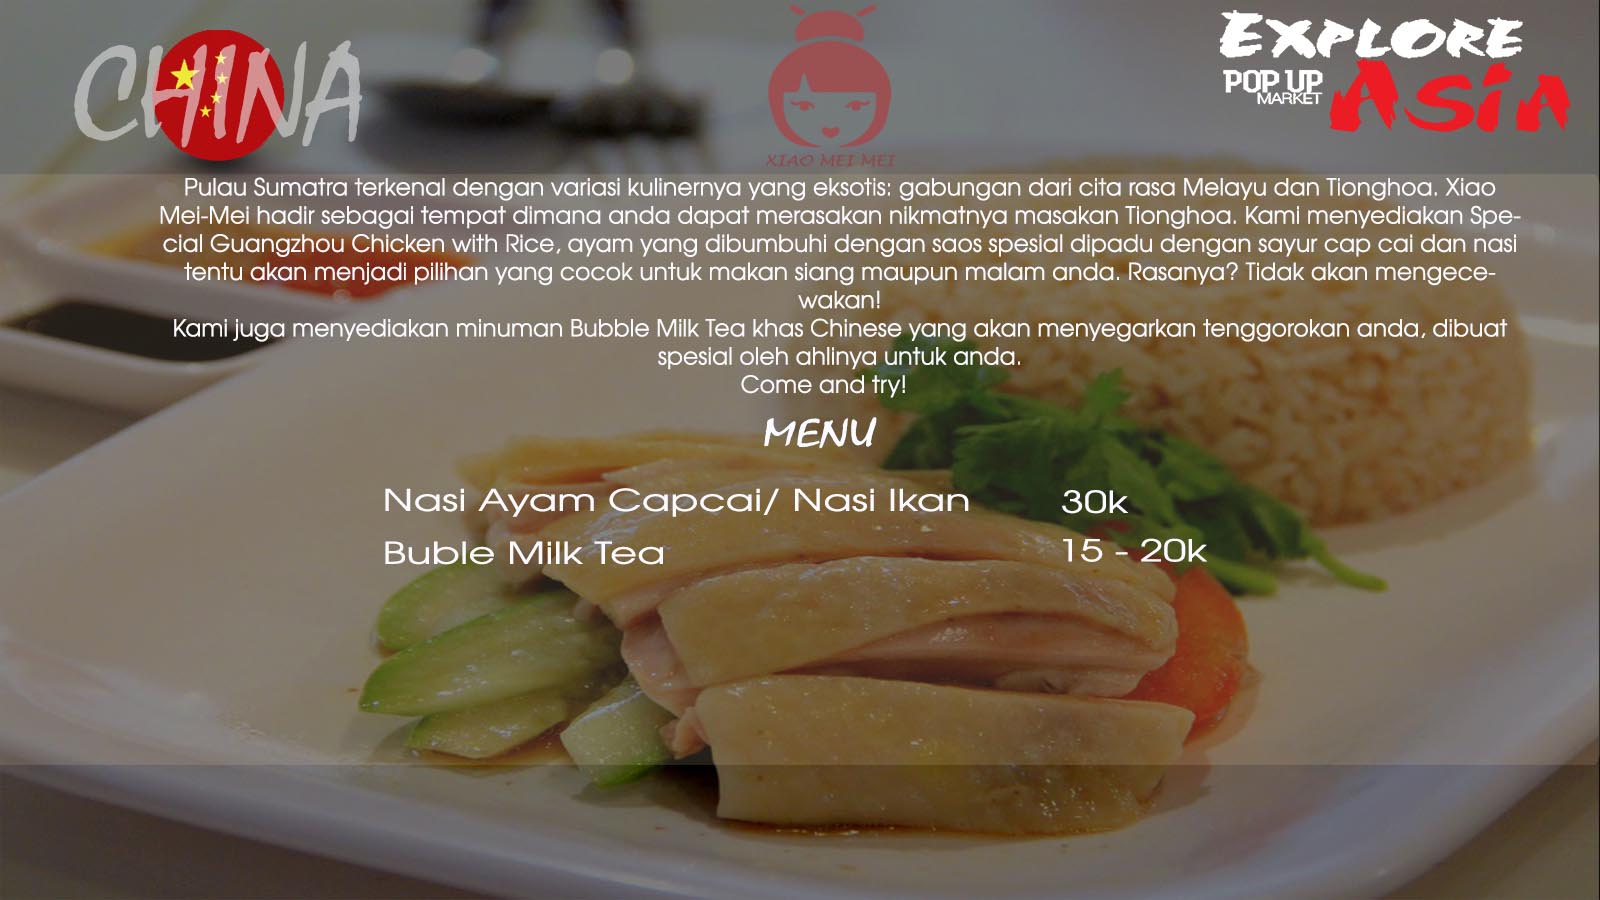 CHINA
XIAO MEI MEI
EXPLORE
POP UP
MARKET
ASIA
Pulau Sumatra terkenal dengan variasi kulinernya yang eksotis: gabungan dari cita rasa Melayu dan Tionghoa. Xiao
Mei-Mei hadir sebagai tempat dimana anda dapat merasakan nikmatnya masakan Tionghoa. Kami menyediakan Spe-
cial Guangzhou Chicken with Rice, ayam yang dibumbuhi dengan saos spesial dipadu dengan sayur cap cai dan nasi
tentu akan menjadi pilihan yang cocok untuk makan siang maupun malam anda. Rasanya? Tidak akan mengece-
wakan!
Kami juga menyediakan minuman Bubble Milk Tea khas Chinese yang akan menyegarkan tenggorokan anda, dibuat
spesial oleh ahlinya untuk anda.
Come and try!
MENU
Nasi Ayam Capcai/ Nasi Ikan 30k
Buble Milk Tea 15 - 20k